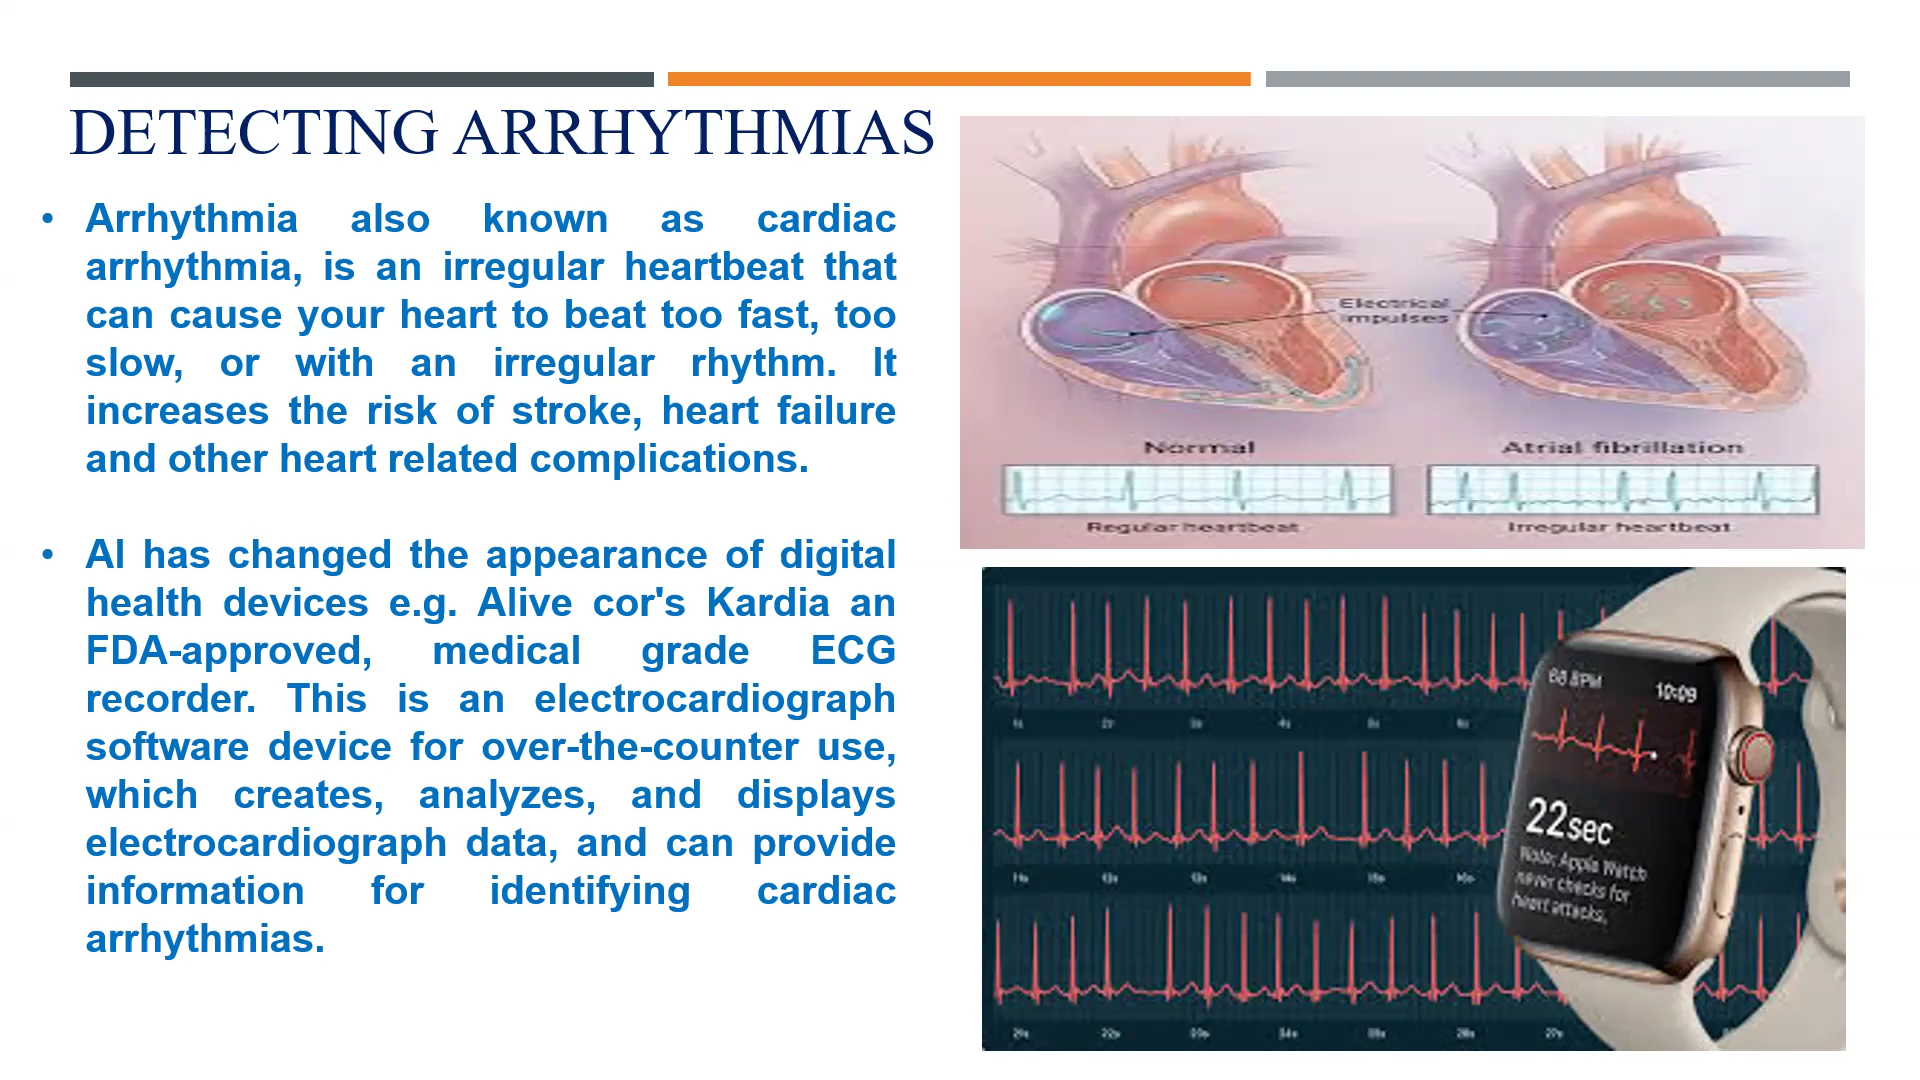 DETECTING ARRHYTHMIAS
• Arrhythmia also known as cardiac
arrhythmia, is an irregular heartbeat that
can cause your heart to beat too fast, too
slow, or with an irregular rhythm. It
increases the risk of stroke, heart failure
and other heart related complications.
• AI has changed the appearance of digital
health devices e.g. Alive cor's Kardia an
FDA-approved, medical grade ECG
recorder. This is an electrocardiograph
software device for over-the-counter use,
which creates, analyzes, and displays
electrocardiograph data, and can provide
information for identifying cardiac
arrhythmias.
Electrical
impulses
Normal
Atrial fibrillation
Regular heartbeat
Irregular heartbeat
68 BPM
10:09
22sec
Note: Apple Watch
never checks for
heart attacks.